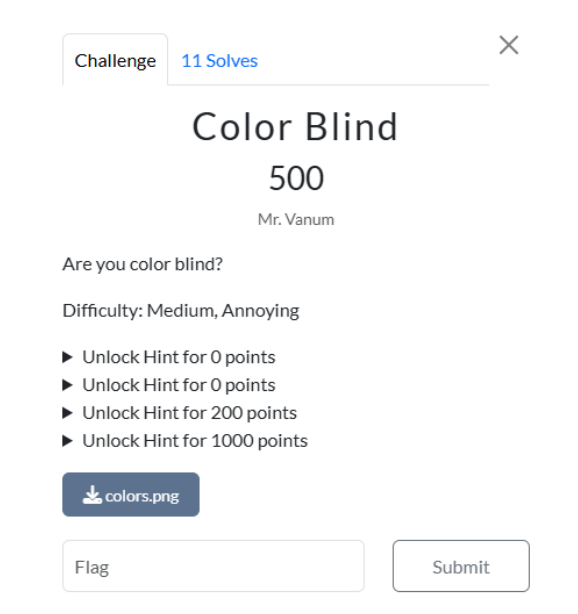 Challenge 11 Solves
Color Blind
500
Mr. Vanum
Are you color blind?
Difficulty: Medium, Annoying
Unlock Hint for 0 points
Unlock Hint for 0 points
Unlock Hint for 200 points
Unlock Hint for 1000 points
colors.png
Flag Submit